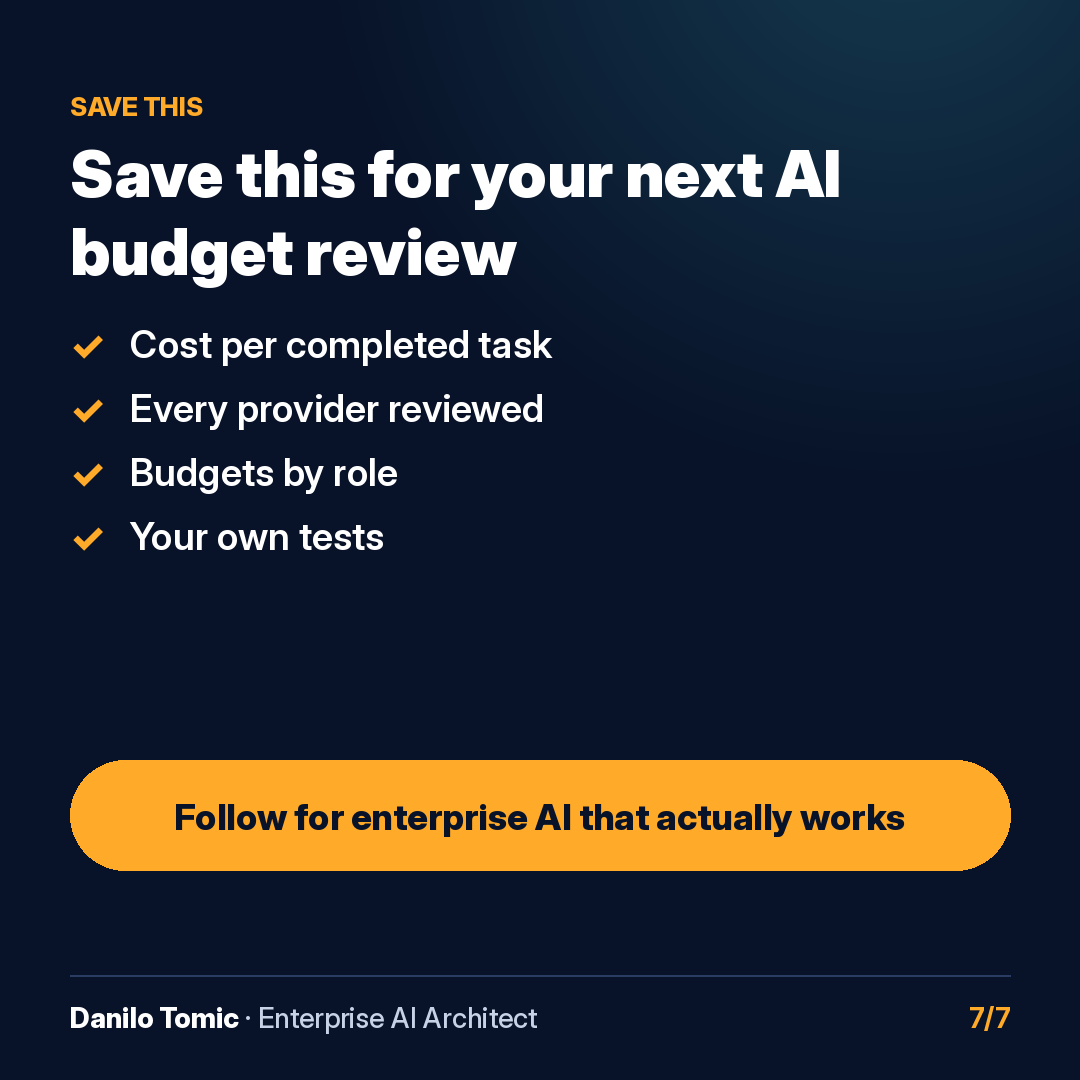 SAVE THIS
Save this for your next AI
budget review
Cost per completed task
Every provider reviewed
Budgets by role
Your own tests
Follow for enterprise AI that actually works
Danilo Tomic · Enterprise AI Architect
7/7